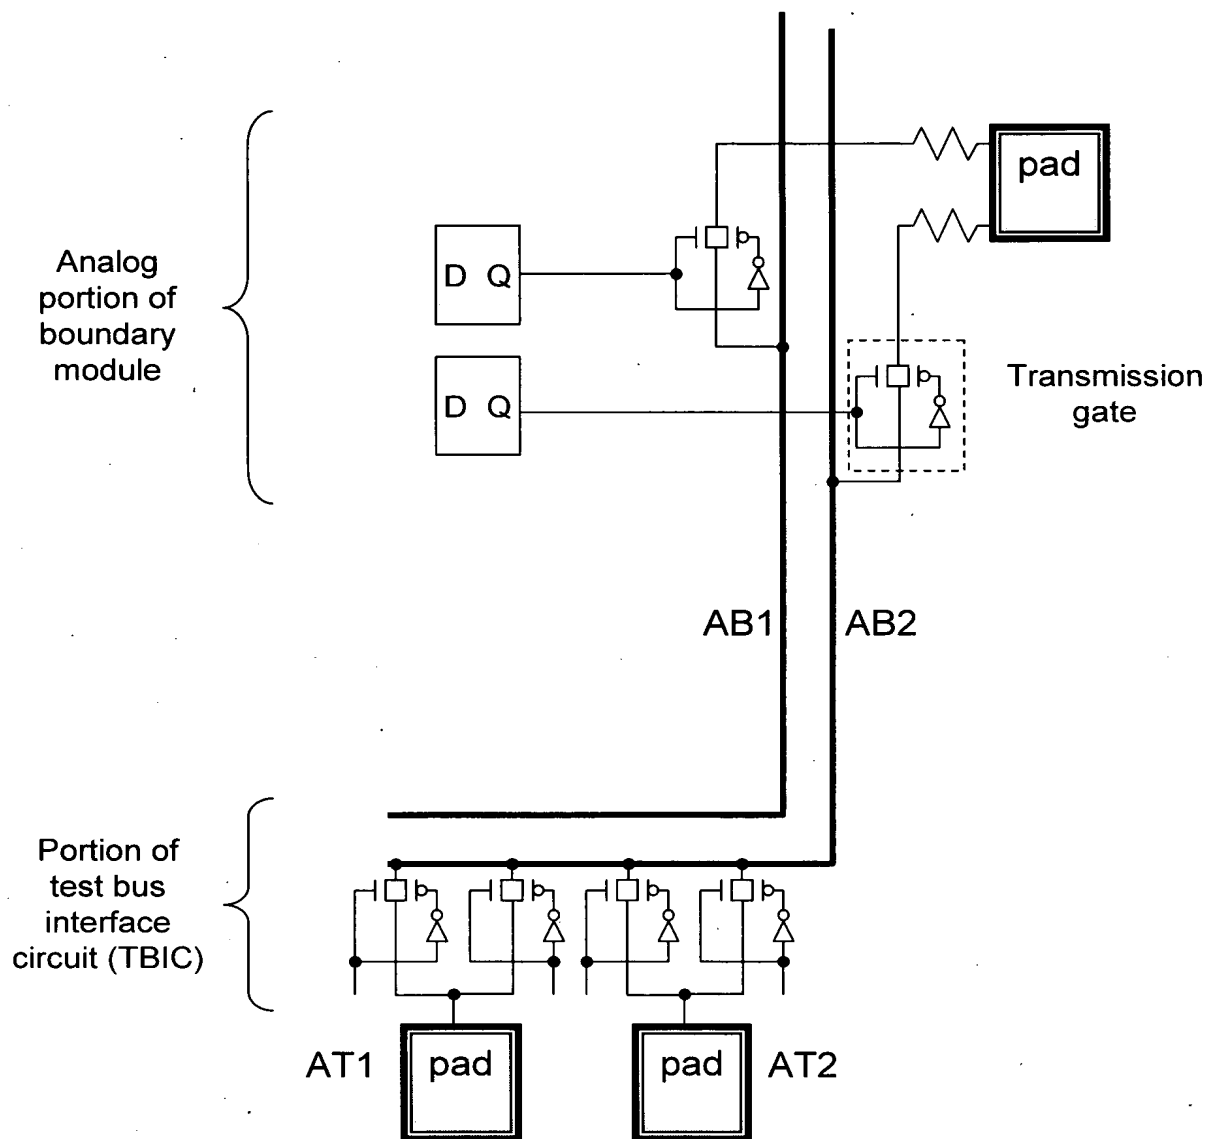 pad
Analog
portion of
boundary
module
D Q
D Q
Transmission
gate
AB1
AB2
Portion of
test bus
interface
circuit (TBIC)
AT1
pad
pad
AT2